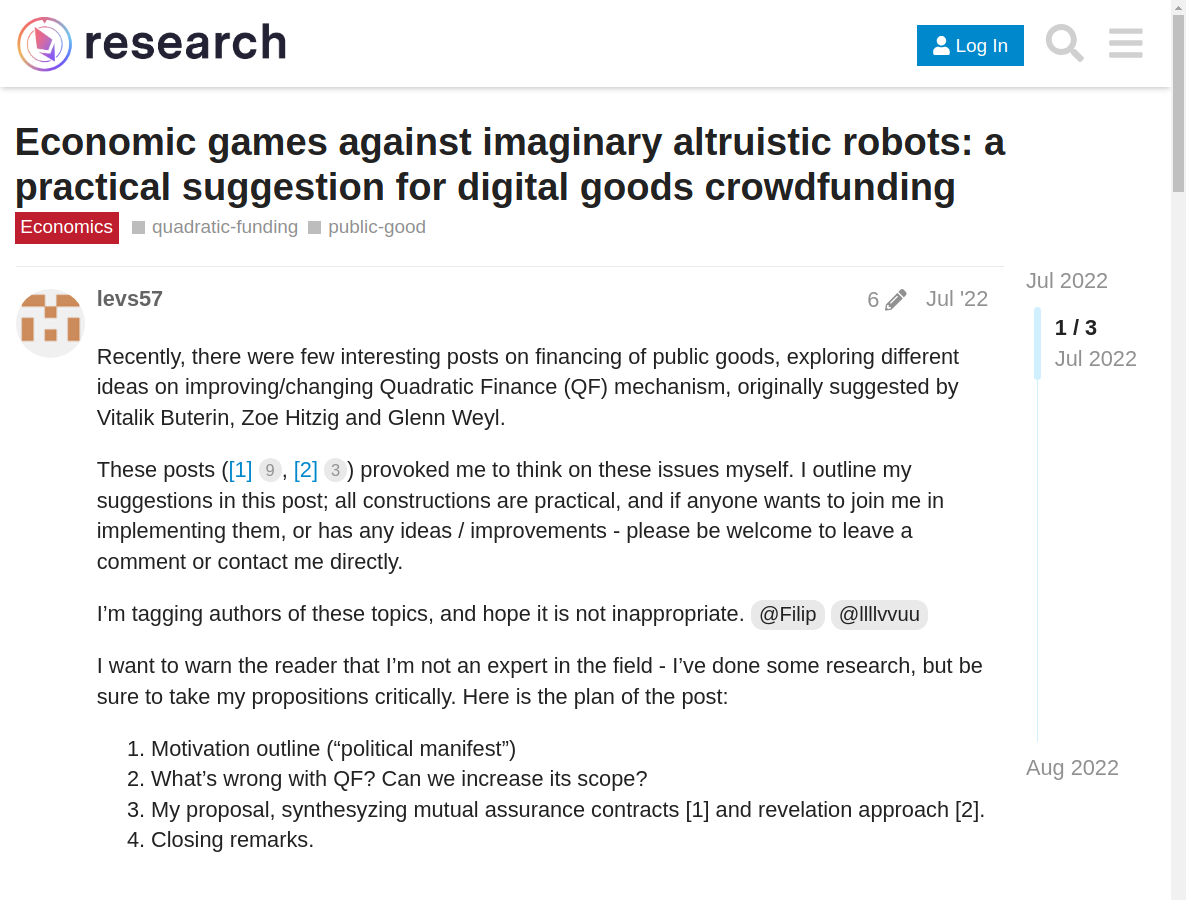 research
Log In
Economic games against imaginary altruistic robots: a
practical suggestion for digital goods crowdfunding
Economics quadratic-funding public-good
levs57 6 Jul '22
Recently, there were few interesting posts on financing of public goods, exploring different
ideas on improving/changing Quadratic Finance (QF) mechanism, originally suggested by
Vitalik Buterin, Zoe Hitzig and Glenn Weyl.
These posts ([1] 9, [2] 3) provoked me to think on these issues myself. I outline my
suggestions in this post; all constructions are practical, and if anyone wants to join me in
implementing them, or has any ideas / improvements - please be welcome to leave a
comment or contact me directly.
I’m tagging authors of these topics, and hope it is not inappropriate. @Filip @llllvvuu
I want to warn the reader that I’m not an expert in the field - I’ve done some research, but be
sure to take my propositions critically. Here is the plan of the post:
1. Motivation outline (“political manifest”)
2. What’s wrong with QF? Can we increase its scope?
3. My proposal, synthesyzing mutual assurance contracts [1] and revelation approach [2].
4. Closing remarks.
Jul 2022
1 / 3
Jul 2022
Aug 2022